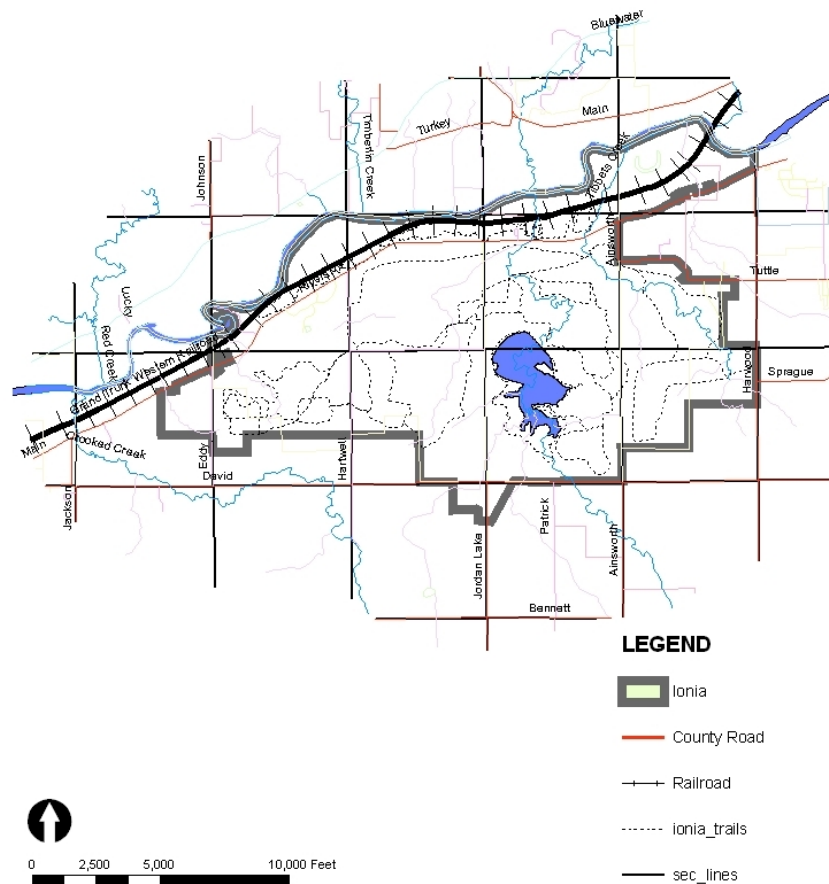 Bluewater
Main
Turkey
Timberlin Creek
Johnson
Tibbets Creek
Ainsworth
Tuttle
Riverside
Lucky
Red Creek
Grand Trunk Western Railroad
Harwood
Sprague
Main
Crooked Creek
Eddy
David
Hartwell
Jackson
Jordan Lake
Patrick
Ainsworth
Bennett
LEGEND
Ionia
County Road
Railroad
ionia_trails
sec_lines
0 2,500 5,000 10,000 Feet